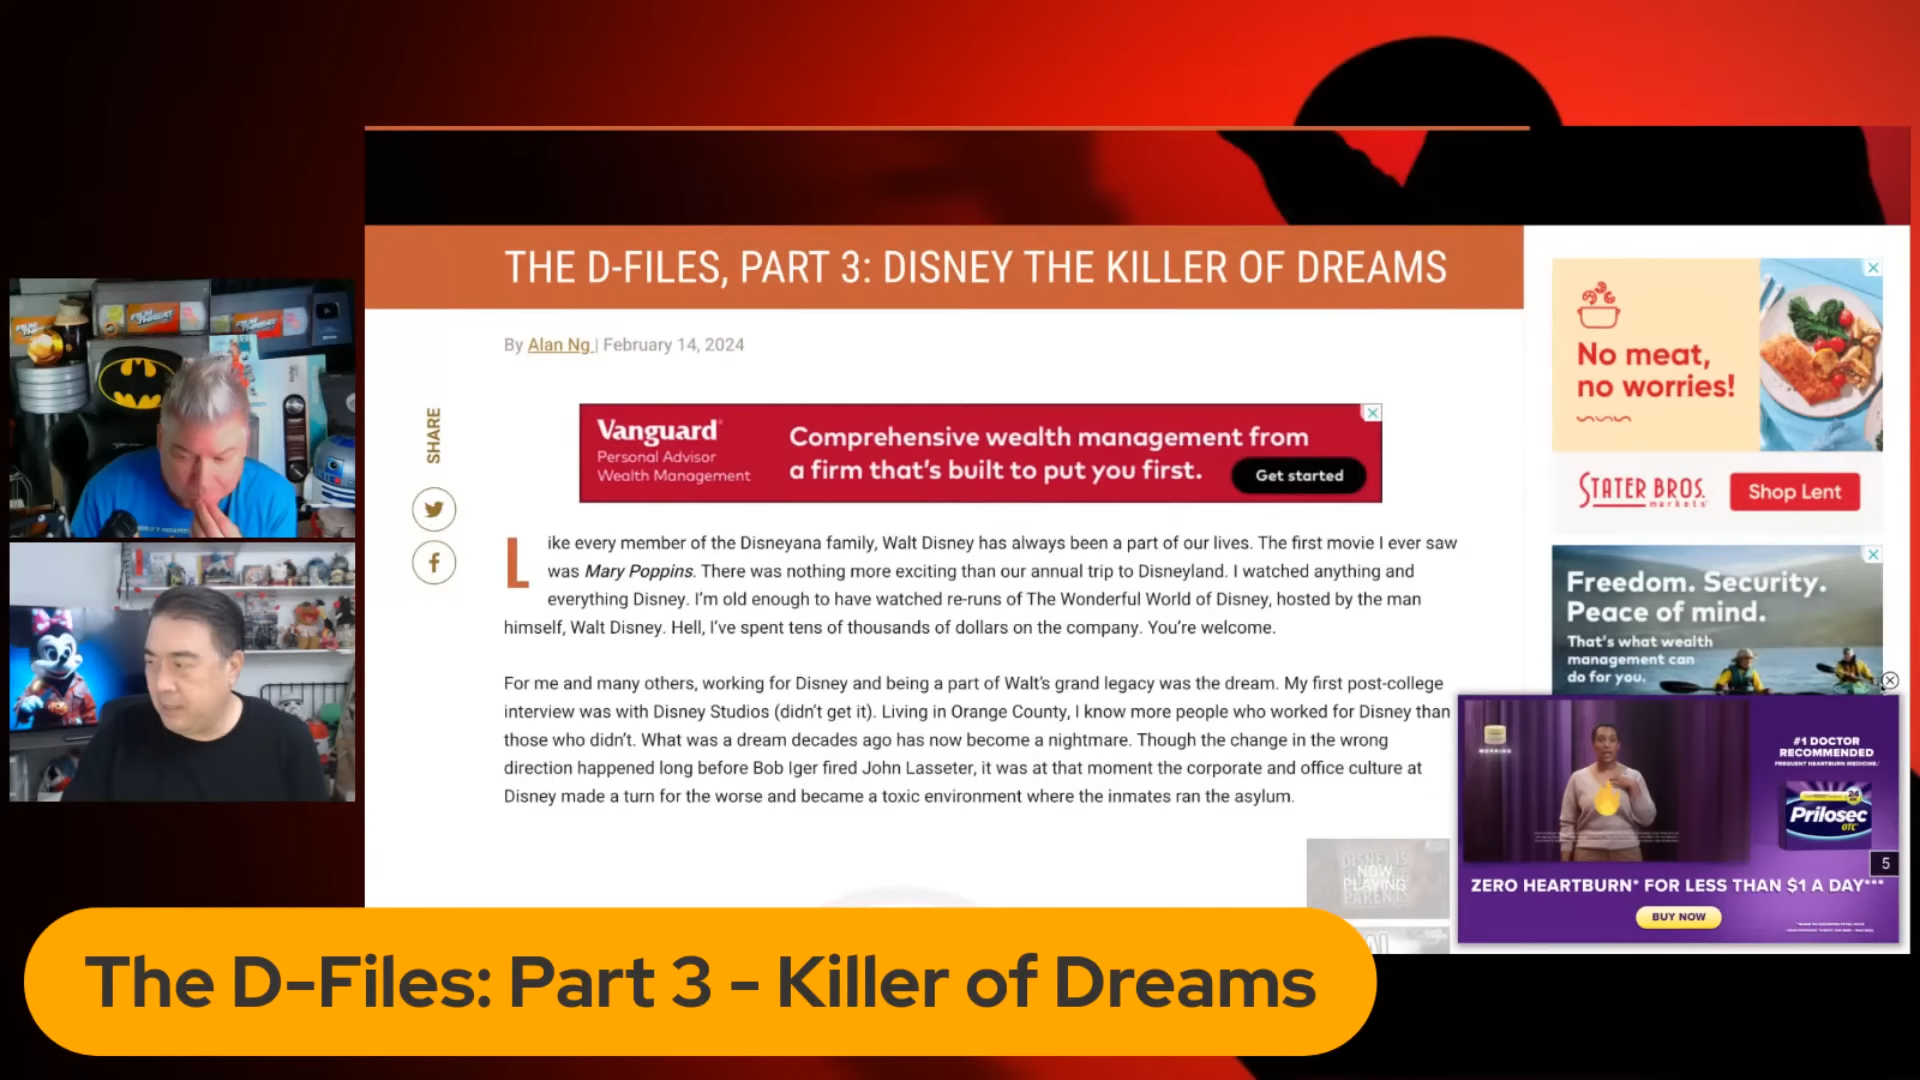 THE D-FILES, PART 3: DISNEY THE KILLER OF DREAMS
By Alan Ng | February 14, 2024
SHARE
Vanguard
Personal Advisor
Wealth Management
Comprehensive wealth management from
a firm that's built to put you first.
Get started
Like every member of the Disneyana family, Walt Disney has always been a part of our lives. The first movie I ever saw
was Mary Poppins. There was nothing more exciting than our annual trip to Disneyland. I watched anything and
everything Disney. I'm old enough to have watched re-runs of The Wonderful World of Disney, hosted by the man
himself, Walt Disney. Hell, I've spent tens of thousands of dollars on the company. You're welcome.
For me and many others, working for Disney and being a part of Walt's grand legacy was the dream. My first post-college
interview was with Disney Studios (didn't get it). Living in Orange County, I know more people who worked for Disney than
those who didn't. What was a dream decades ago has now become a nightmare. Though the change in the wrong
direction happened long before Bob Iger fired John Lasseter, it was at that moment the corporate and office culture at
Disney made a turn for the worse and became a toxic environment where the inmates ran the asylum.
No meat,
no worries!
STATER BROS.
markets
Shop Lent
Freedom. Security.
Peace of mind.
That's what wealth
management can
do for you.
#1 DOCTOR
RECOMMENDED
FREQUENT HEARTBURN MEDICINE
24
Prilosec
OTC
5
ZERO HEARTBURN* FOR LESS THAN $1 A DAY***
BUY NOW
DISNEY IS
NOW
PLAYING
PARENTS
The D-Files: Part 3 - Killer of Dreams